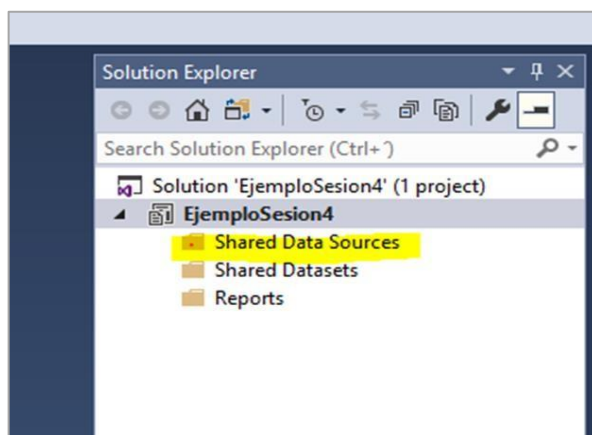 Solution Explorer
Search Solution Explorer (Ctrl+´)
Solution 'EjemploSesion4' (1 project)
EjemploSesion4
Shared Data Sources
Shared Datasets
Reports